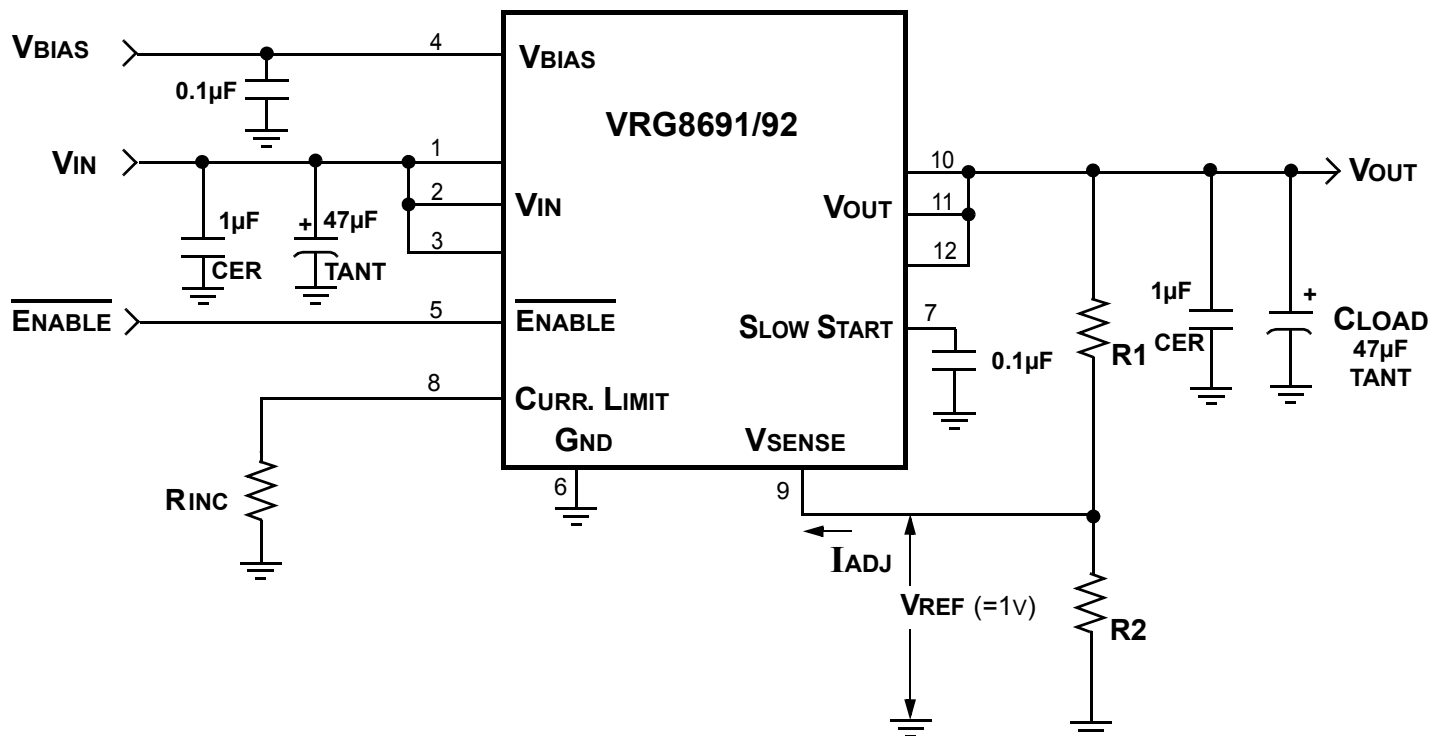 VBIAS
4
VBIAS
0.1µF
VRG8691/92
VIN
1
2
3
VIN
1µF
CER
+
47µF
TANT
ENABLE
5
ENABLE
8
CURR. LIMIT
RINC
GND
6
VSENSE
9
VOUT
10
11
12
VOUT
SLOW START
7
0.1µF
R1
1µF
CER
+
CLOAD
47µF
TANT
IADJ
VREF (=1V)
R2